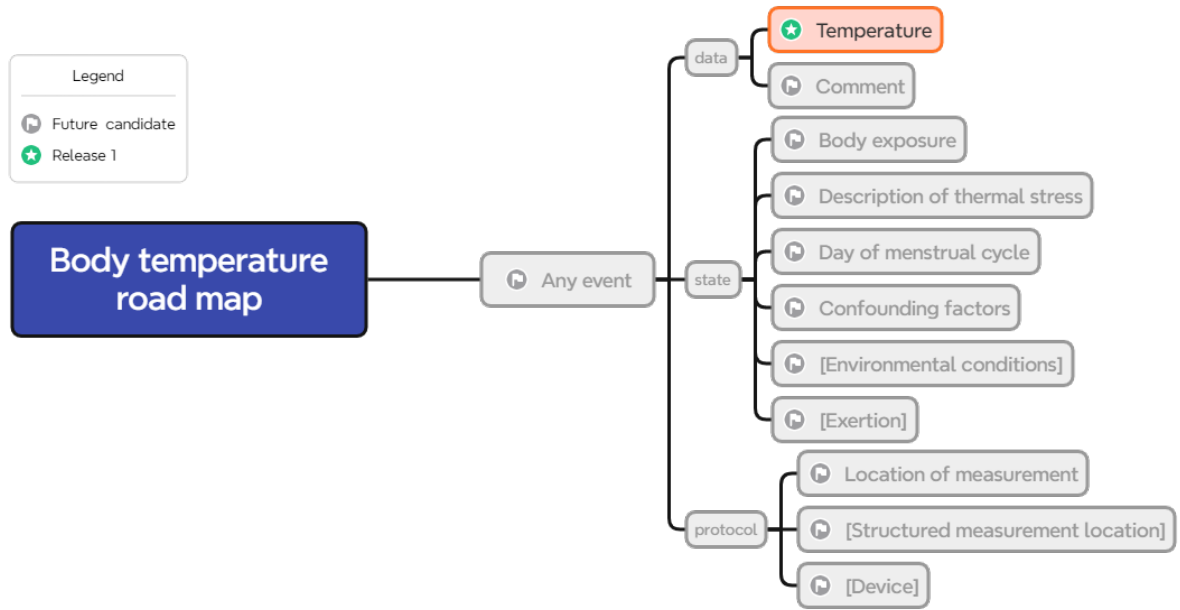 Legend
Future candidate
Release 1
Body temperature
road map
Any event
data
Temperature
Comment
state
Body exposure
Description of thermal stress
Day of menstrual cycle
Confounding factors
[Environmental conditions]
[Exertion]
protocol
Location of measurement
[Structured measurement location]
[Device]